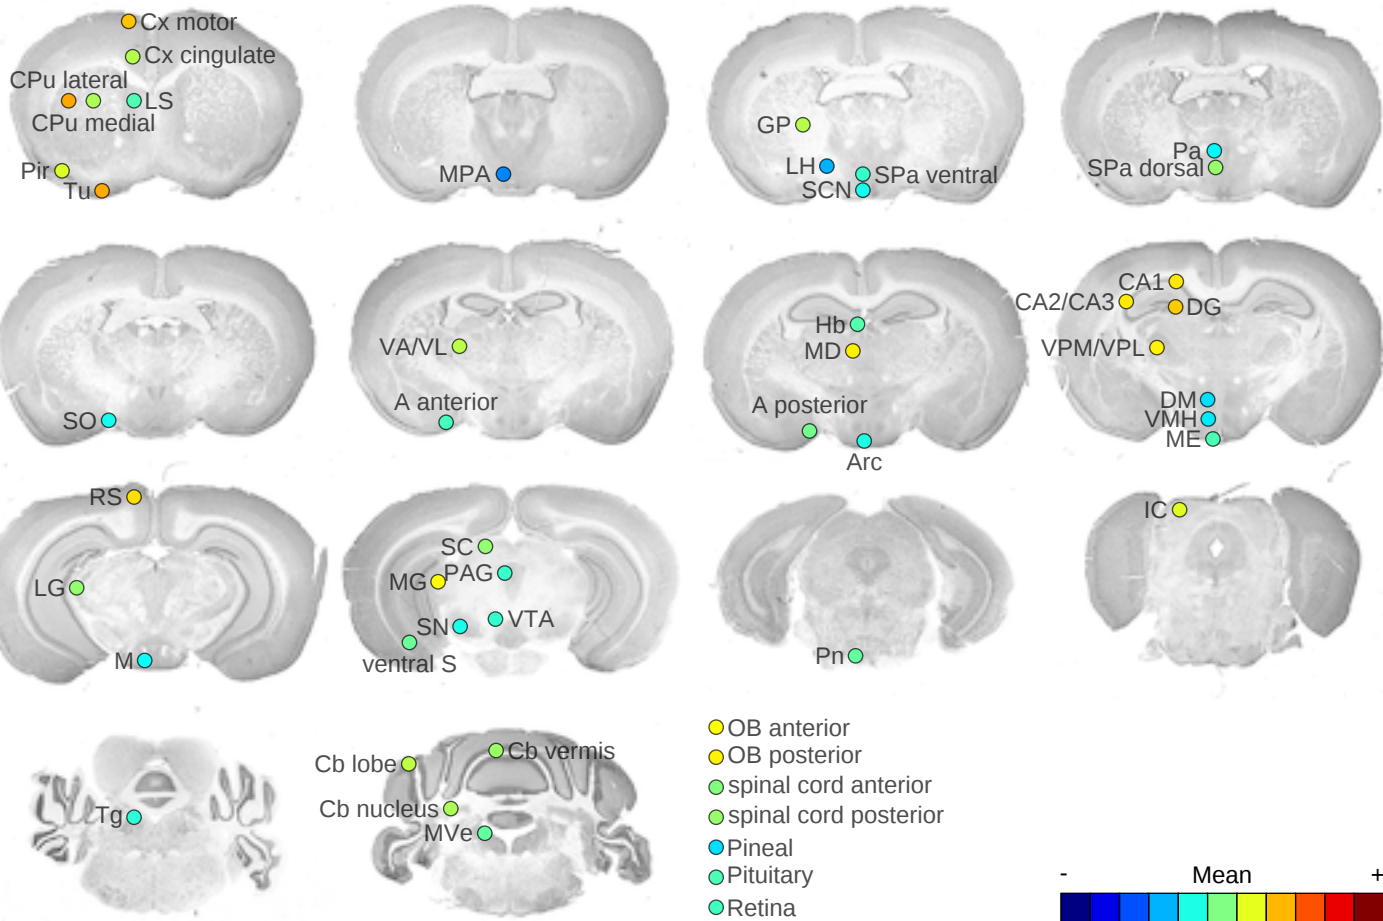 Cx motor
Cx cingulate
CPu lateral
LS
CPu medial
Pir
Tu
MPA
GP
LH
SPa ventral
SCN
Pa
SPa dorsal
SO
VA/VL
A anterior
Hb
MD
A posterior
Arc
CA1
CA2/CA3
DG
VPM/VPL
DM
VMH
ME
RS
LG
M
SC
PAG
MG
VTA
SN
ventral S
Pn
IC
Tg
Cb vermis
Cb lobe
Cb nucleus
MVe
OB anterior
OB posterior
spinal cord anterior
spinal cord posterior
Pineal
Pituitary
Retina
- Mean +